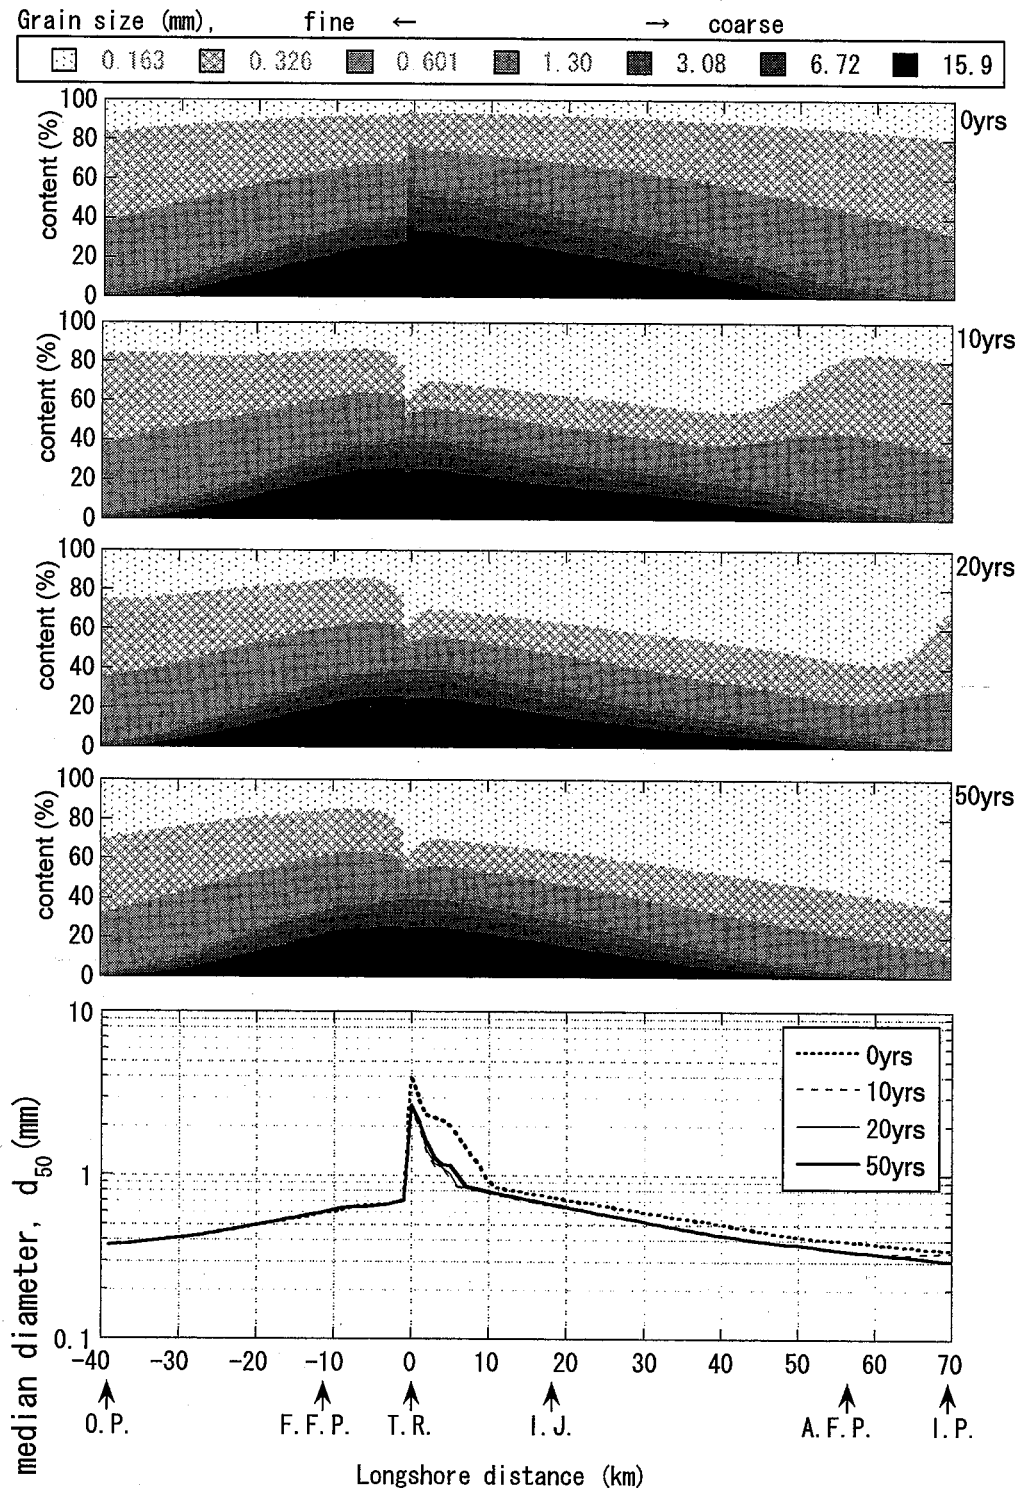 Grain size (mm), fine ← → coarse
0.163 0.326 0.601 1.30 3.08 6.72 15.9
100
80
60
40
20
0
content (%)
0yrs
100
80
60
40
20
0
content (%)
10yrs
100
80
60
40
20
0
content (%)
20yrs
100
80
60
40
20
0
content (%)
50yrs
10
1
0.1
median diameter, d50 (mm)
0yrs
10yrs
20yrs
50yrs
-40 -30 -20 -10 0 10 20 30 40 50 60 70
O.P. F.F.P. T.R. I.J. A.F.P. I.P.
Longshore distance (km)